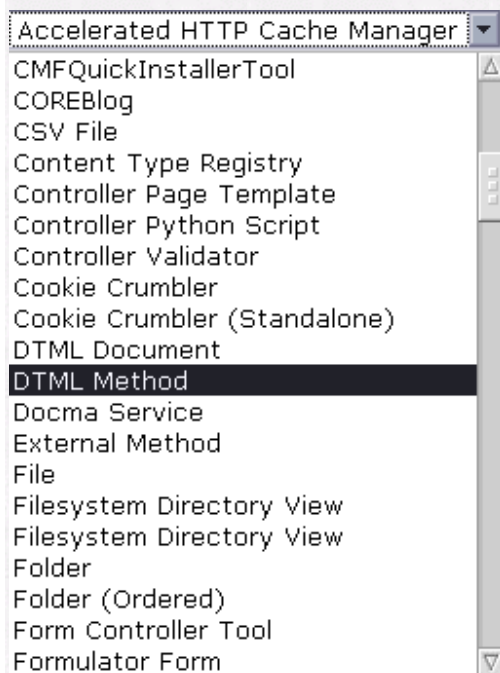 Accelerated HTTP Cache Manager
CMFQuickInstallerTool
COREBlog
CSV File
Content Type Registry
Controller Page Template
Controller Python Script
Controller Validator
Cookie Crumbler
Cookie Crumbler (Standalone)
DTML Document
DTML Method
Docma Service
External Method
File
Filesystem Directory View
Filesystem Directory View
Folder
Folder (Ordered)
Form Controller Tool
Formulator Form